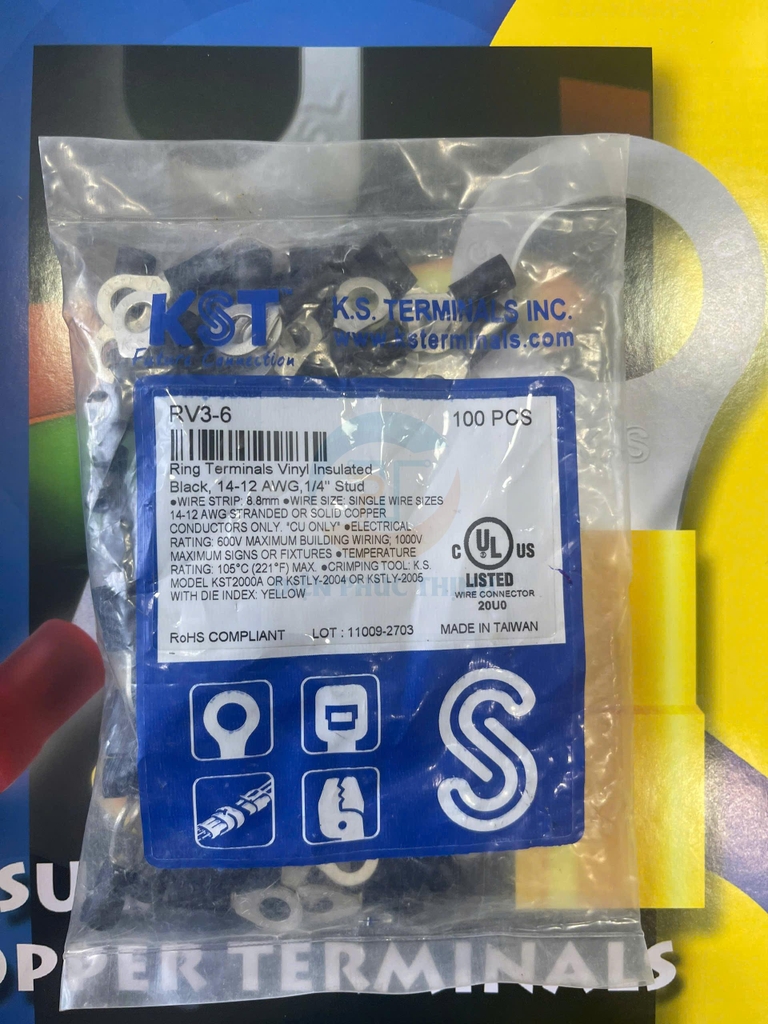 KST
Future Connection
K.S. TERMINALS INC.
www.ksterminals.com
RV3-6
100 PCS
Ring Terminals Vinyl Insulated
Black, 14-12 AWG,1/4" Stud
●WIRE STRIP: 8.8mm ●WIRE SIZE: SINGLE WIRE SIZES
14-12 AWG STRANDED OR SOLID COPPER
CONDUCTORS ONLY. "CU ONLY" ●ELECTRICAL
RATING: 600V MAXIMUM BUILDING WIRING; 1000V
MAXIMUM SIGNS OR FIXTURES ●TEMPERATURE
RATING: 105°C (221°F) MAX. ●CRIMPING TOOL: K.S.
MODEL KST2000A OR KSTLY-2004 OR KSTLY-2005
WITH DIE INDEX: YELLOW
C UL US
LISTED
WIRE CONNECTOR
20U0
RoHS COMPLIANT
LOT : 11009-2703
MADE IN TAIWAN
SU
OPPER TERMINALS